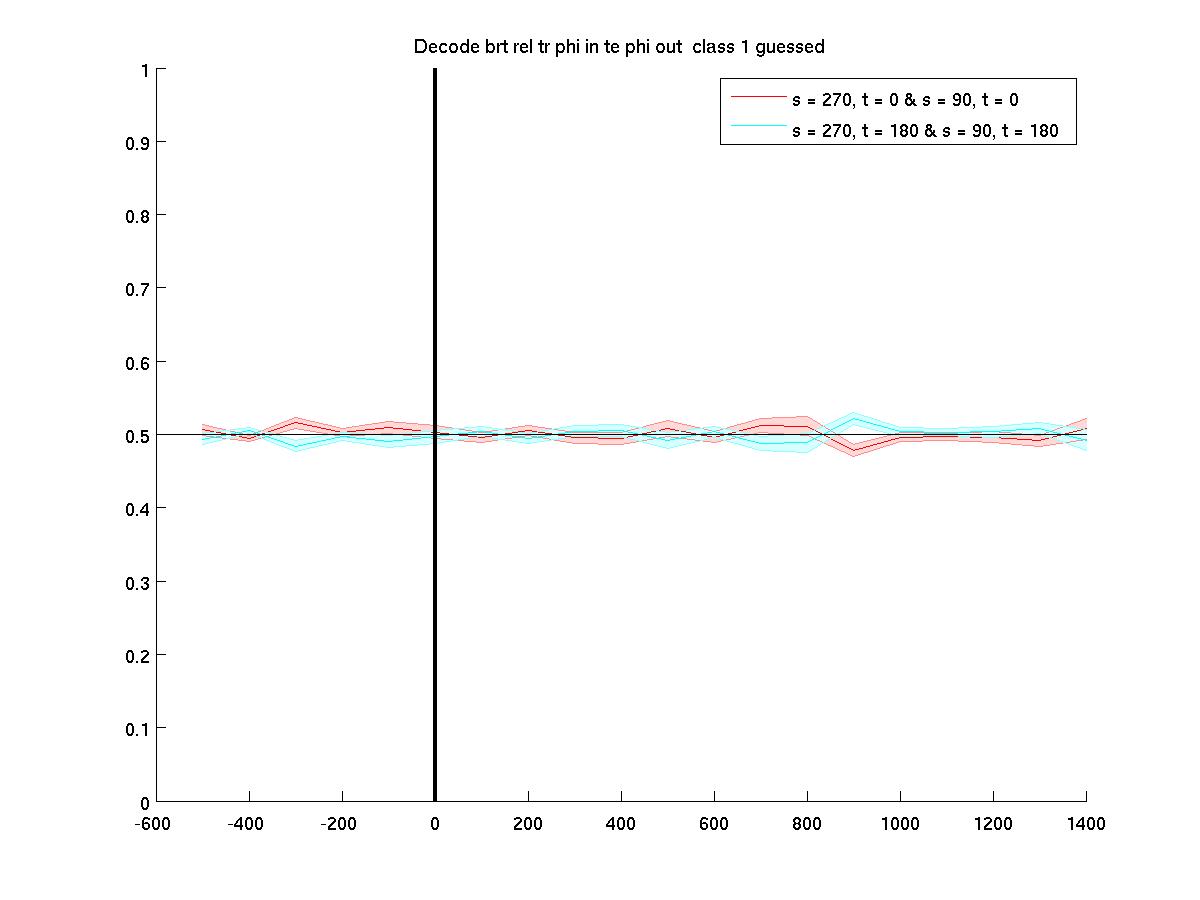 Decode brt rel tr phi in te phi out  class 1 guessed
s = 270, t = 0 & s = 90, t = 0
s = 270, t = 180 & s = 90, t = 180
1
0.9
0.8
0.7
0.6
0.5
0.4
0.3
0.2
0.1
0
-600 -400 -200 0 200 400 600 800 1000 1200 1400